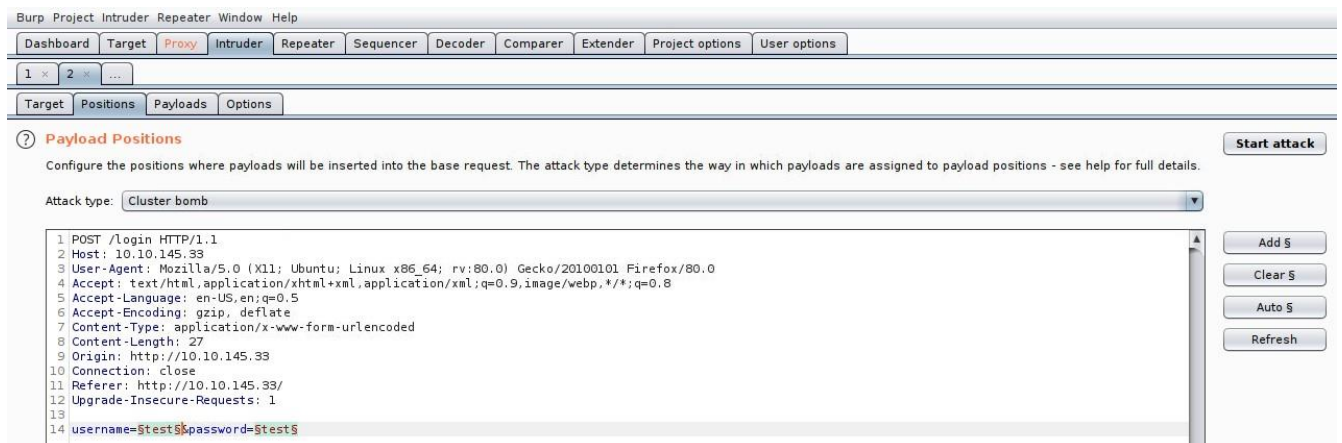 Burp Project Intruder Repeater Window Help
Dashboard Target Proxy Intruder Repeater Sequencer Decoder Comparer Extender Project options User options
1 × 2 × ...
Target Positions Payloads Options
? Payload Positions
Start attack
Configure the positions where payloads will be inserted into the base request. The attack type determines the way in which payloads are assigned to payload positions - see help for full details.
Attack type: Cluster bomb
1 POST /login HTTP/1.1
2 Host: 10.10.145.33
3 User-Agent: Mozilla/5.0 (X11; Ubuntu; Linux x86_64; rv:80.0) Gecko/20100101 Firefox/80.0
4 Accept: text/html,application/xhtml+xml,application/xml;q=0.9,image/webp,*/*;q=0.8
5 Accept-Language: en-US,en;q=0.5
6 Accept-Encoding: gzip, deflate
7 Content-Type: application/x-www-form-urlencoded
8 Content-Length: 27
9 Origin: http://10.10.145.33
10 Connection: close
11 Referer: http://10.10.145.33/
12 Upgrade-Insecure-Requests: 1
13
14 username=§test§&password=§test§
Add §
Clear §
Auto §
Refresh